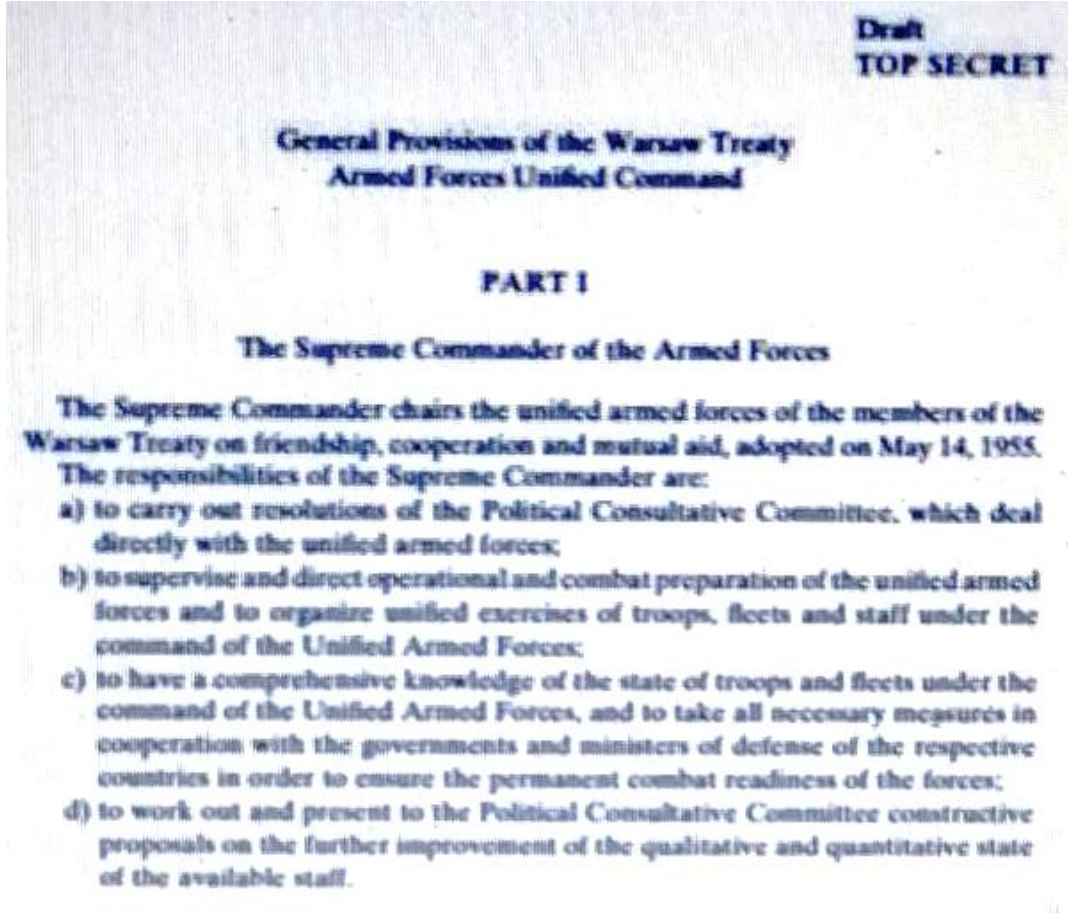 Draft
TOP SECRET
General Provisions of the Warsaw Treaty
Armed Forces Unified Command
PART I
The Supreme Commander of the Armed Forces
The Supreme Commander chairs the unified armed forces of the members of the
Warsaw Treaty on friendship, cooperation and mutual aid, adopted on May 14, 1955.
The responsibilities of the Supreme Commander are:
a) to carry out resolutions of the Political Consultative Committee, which deal
directly with the unified armed forces;
b) to supervise and direct operational and combat preparation of the unified armed
forces and to organize unified exercises of troops, fleets and staff under the
command of the Unified Armed Forces;
c) to have a comprehensive knowledge of the state of troops and fleets under the
command of the Unified Armed Forces, and to take all necessary measures in
cooperation with the governments and ministers of defense of the respective
countries in order to ensure the permanent combat readiness of the forces;
d) to work out and present to the Political Consultative Committee constructive
proposals on the further improvement of the qualitative and quantitative state
of the available staff.